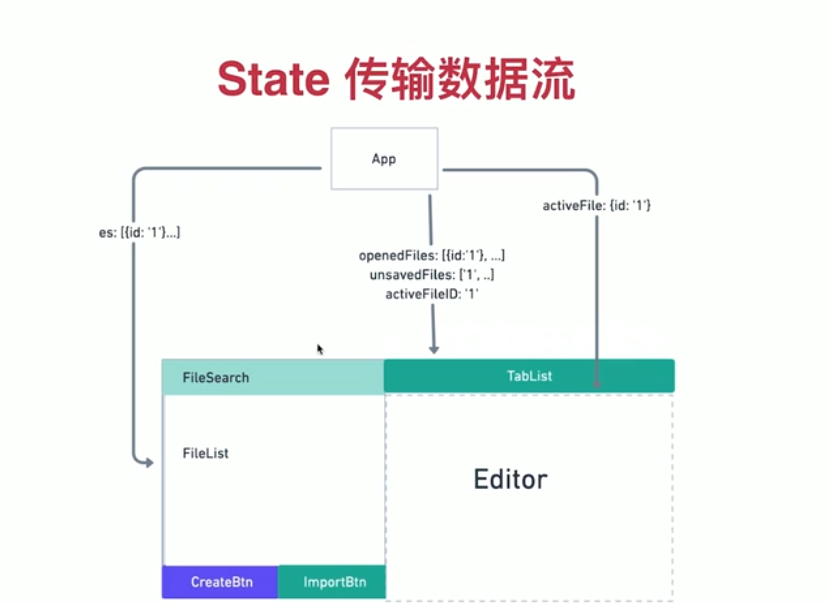 State 传输数据流
App
activeFile: {id: '1'}
es: [{id: '1'}...]
openedFiles: [{id:'1'}, ...]
unsavedFiles: ['1', ..]
activeFileID: '1'
FileSearch
TabList
FileList
Editor
CreateBtn
ImportBtn